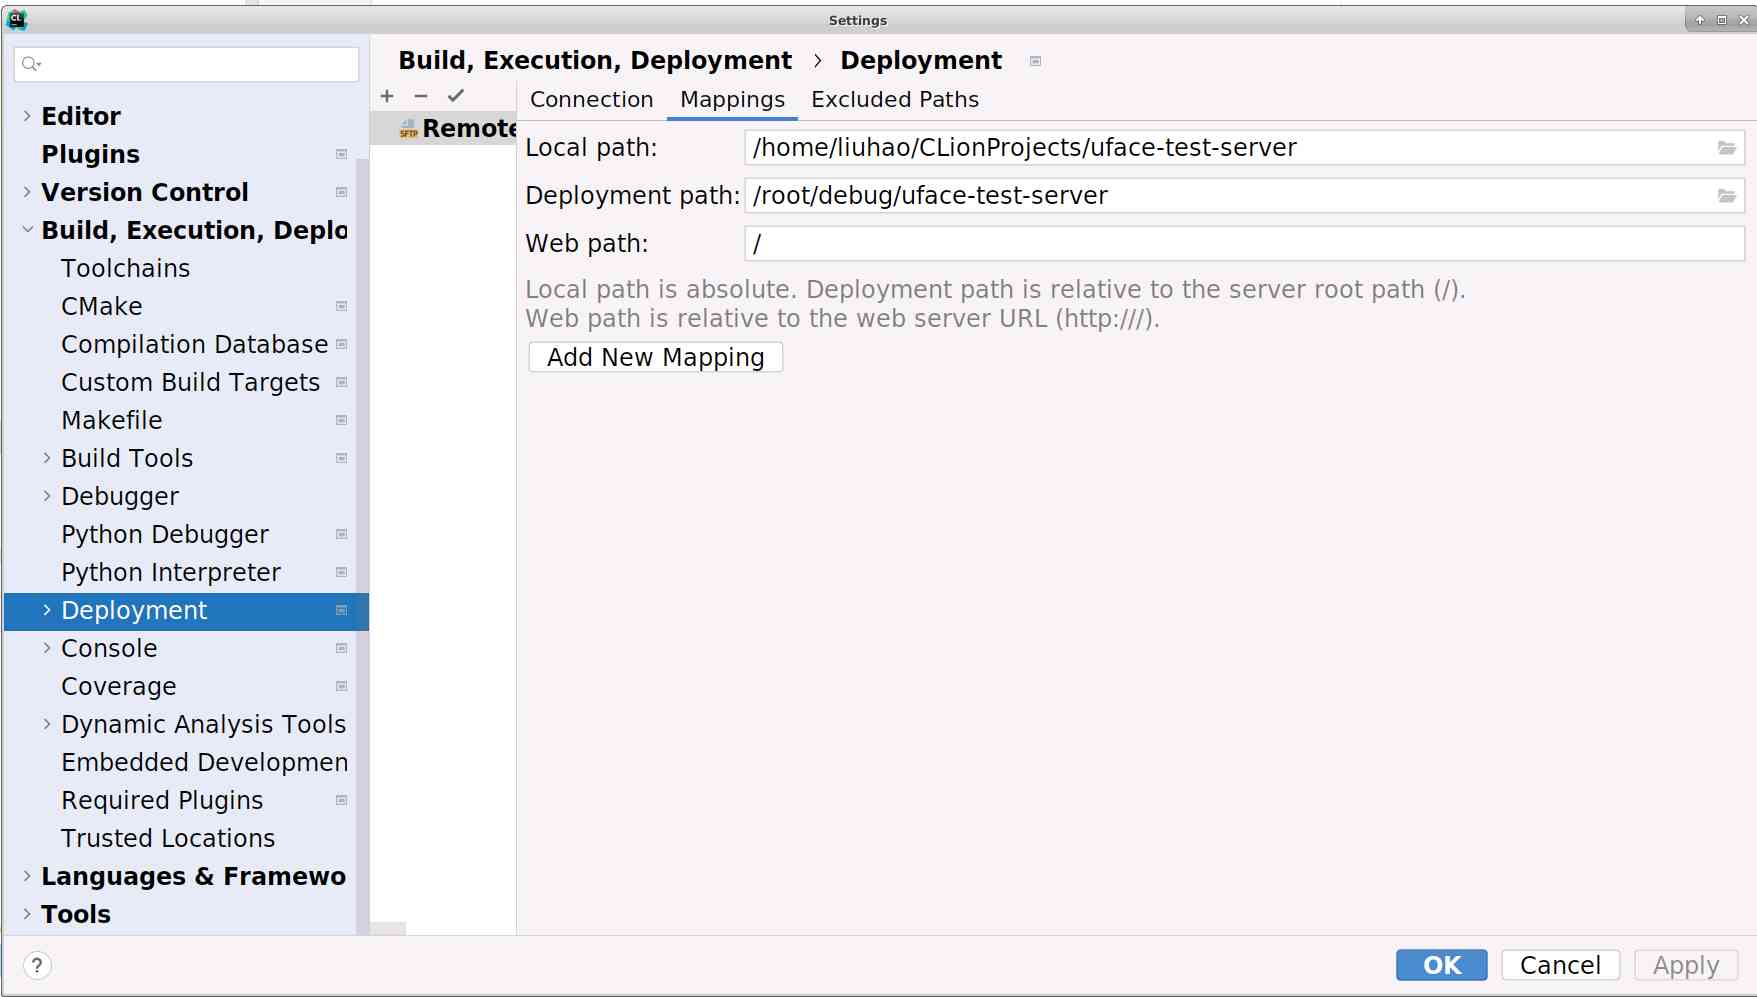 Settings
Build, Execution, Deployment › Deployment
Editor
Plugins
Version Control
Build, Execution, Deplo
Toolchains
CMake
Compilation Database
Custom Build Targets
Makefile
Build Tools
Debugger
Python Debugger
Python Interpreter
Deployment
Console
Coverage
Dynamic Analysis Tools
Embedded Developmen
Required Plugins
Trusted Locations
Languages & Framewo
Tools
SFTP Remote
Connection Mappings Excluded Paths
Local path: /home/liuhao/CLionProjects/uface-test-server
Deployment path: /root/debug/uface-test-server
Web path: /
Local path is absolute. Deployment path is relative to the server root path (/).
Web path is relative to the web server URL (http:///).
Add New Mapping
? OK Cancel Apply